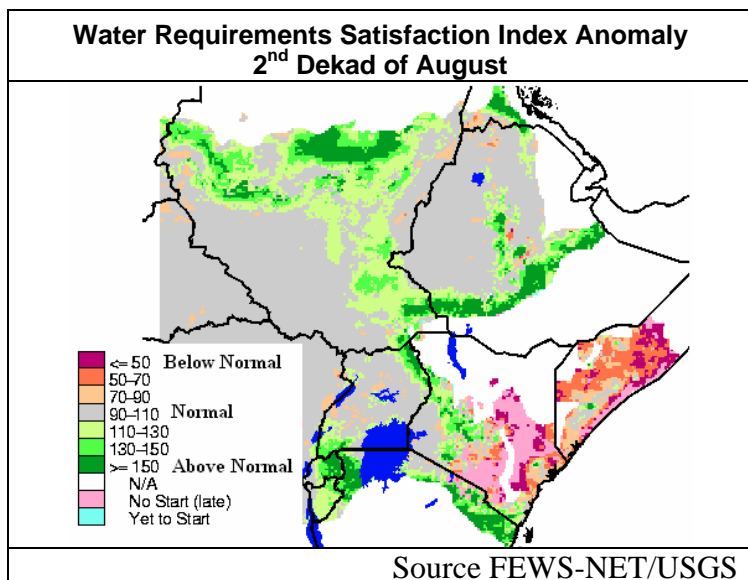 Water Requirements Satisfaction Index Anomaly
2nd Dekad of August
<= 50 Below Normal
50–70
70–90
90–110 Normal
110–130
130–150
>= 150 Above Normal
N/A
No Start (late)
Yet to Start
Source FEWS-NET/USGS